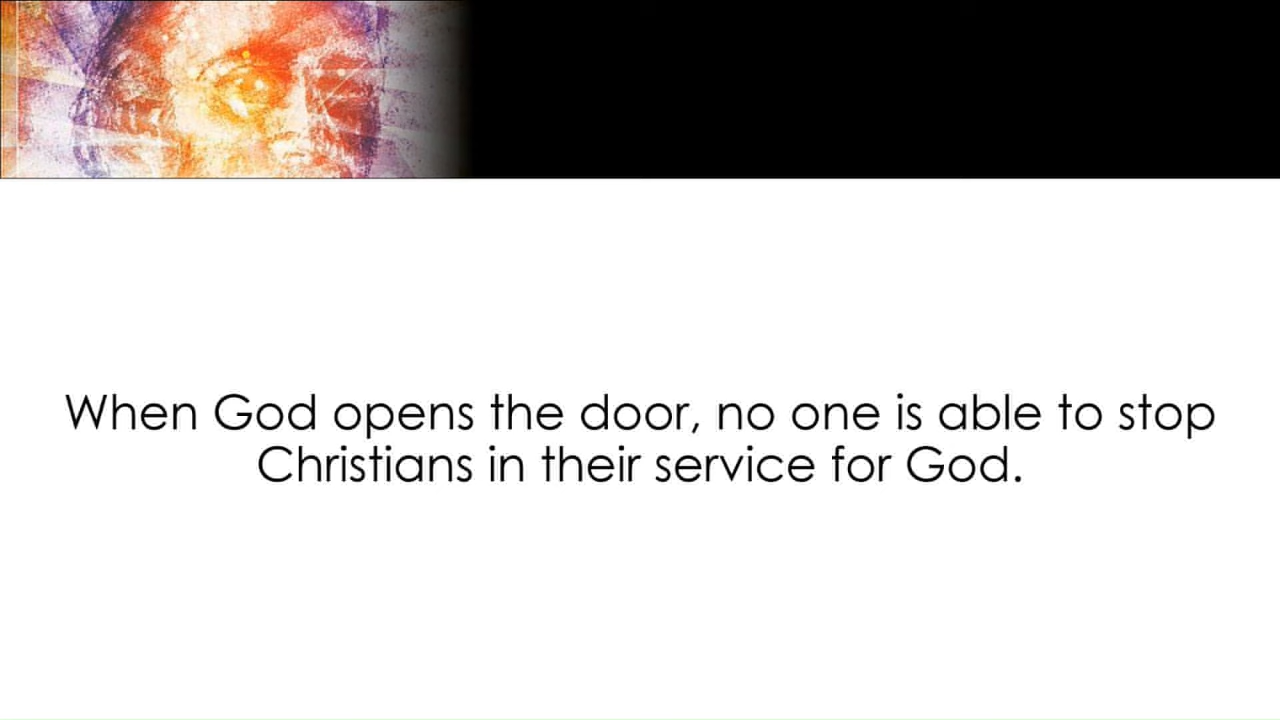 When God opens the door, no one is able to stop
Christians in their service for God.